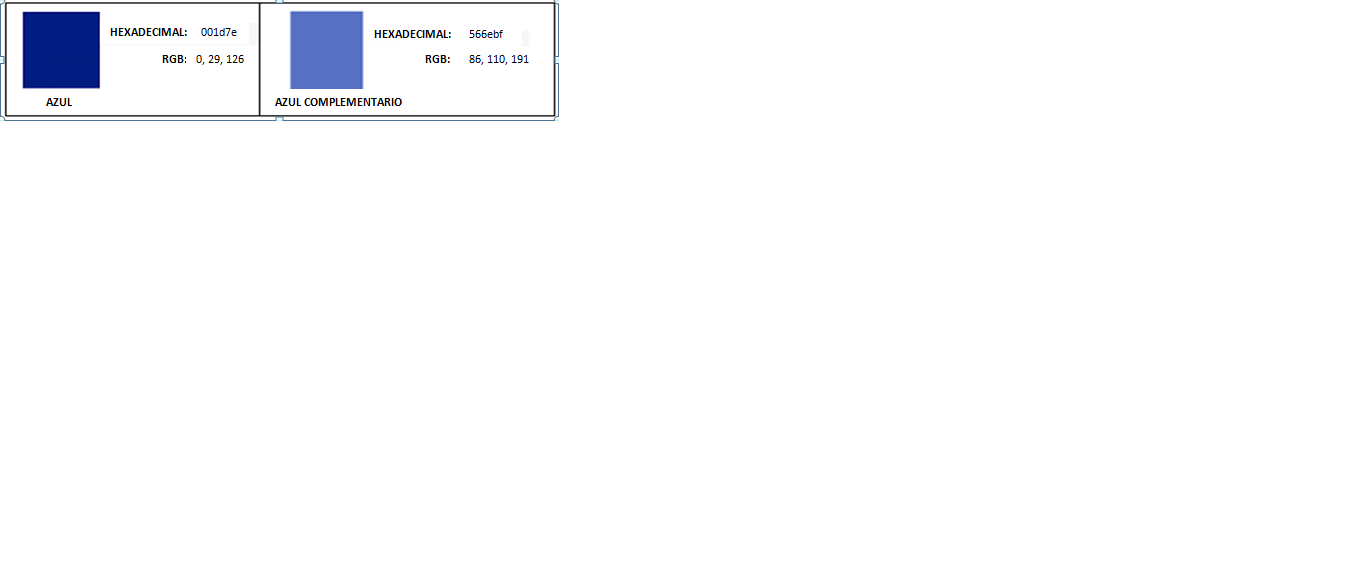 HEXADECIMAL: 001d7e
RGB: 0, 29, 126
AZUL
HEXADECIMAL: 566ebf
RGB: 86, 110, 191
AZUL COMPLEMENTARIO